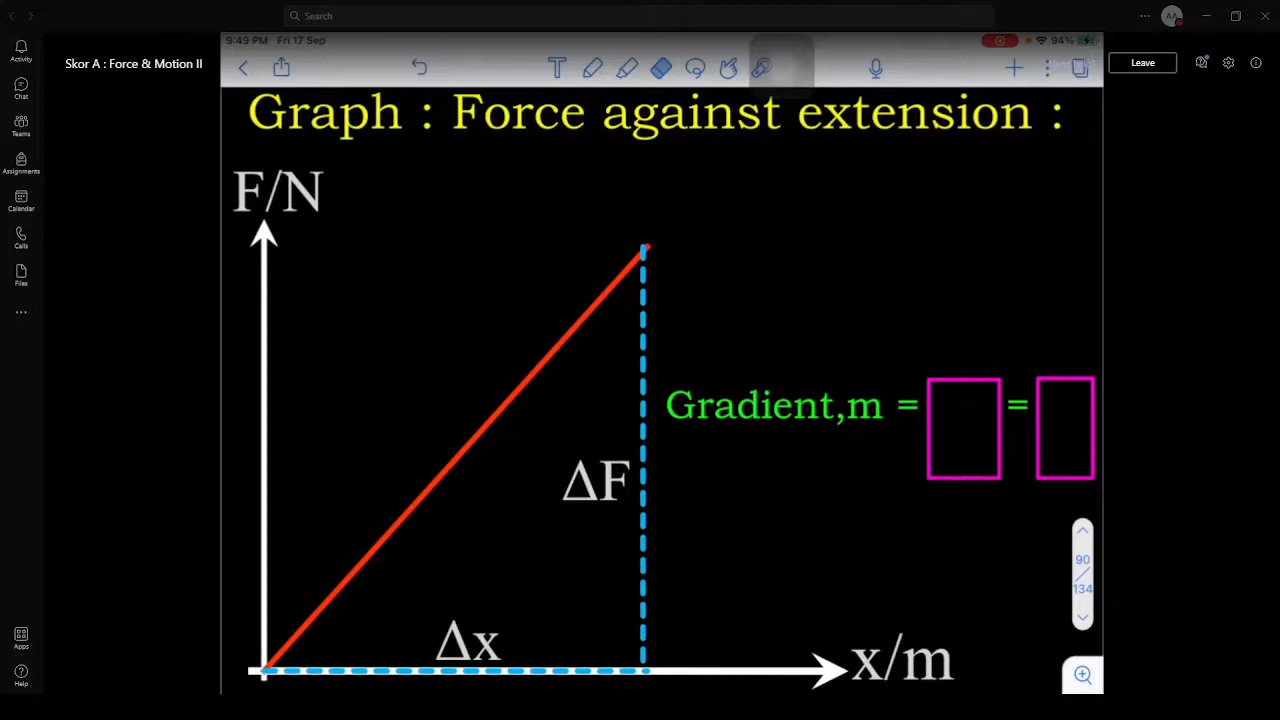 Search
AA
Activity
Chat
Teams
Assignments
Calendar
Calls
Files
Apps
Help
Skor A : Force & Motion II
Leave
9:49 PM Fri 17 Sep
94%
Graph : Force against extension :
F/N
Gradient,m = =
ΔF
Δx
x/m
90
134